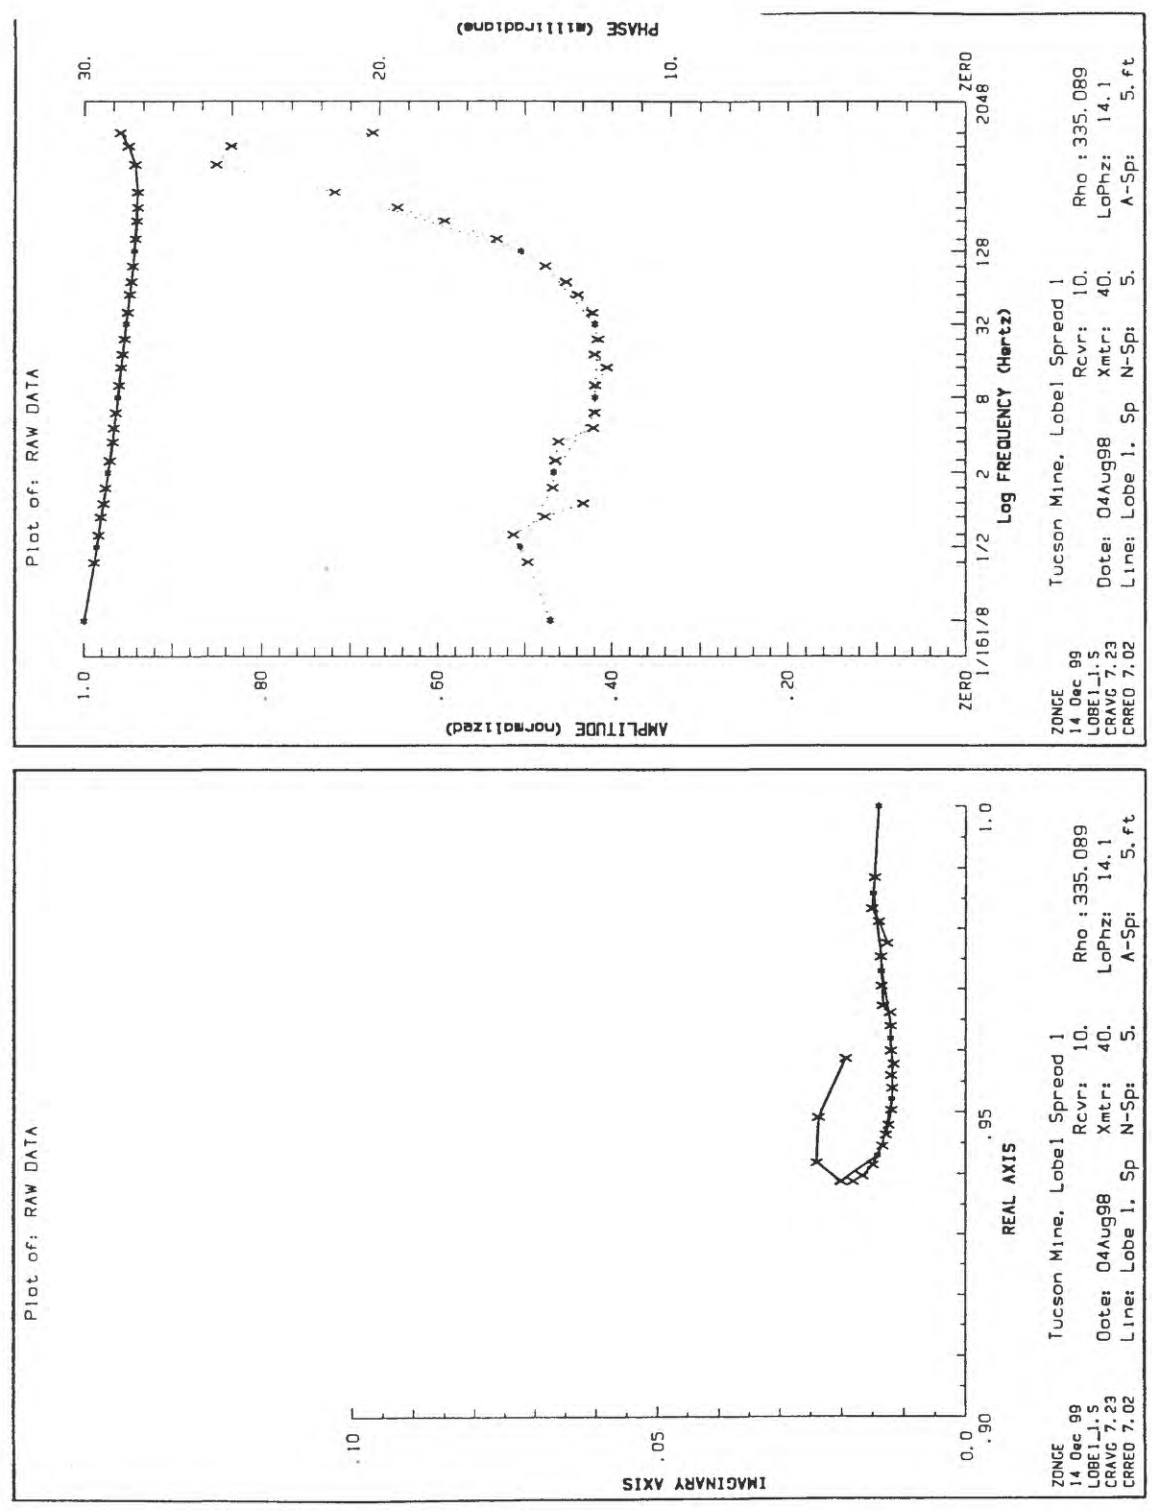 Plot of: RAW DATA
IMAGINARY AXIS
.10
.05
0.0
.90
.95
1.0
REAL AXIS
ZONGE
14 Dec 99
LOBE1_1.5
CRAVG 7.23
CRRED 7.02
Tucson Mine, Lobel Spread 1
Rcvr: 10.
Rho : 335.089
Date: 04Aug98
Xmtr: 40.
LoPhz: 14.1
Line: Lobe 1, Sp
N-Sp: 5.
A-Sp: 5.ft
Plot of: RAW DATA
AMPLITUDE (normalized)
1.0
.80
.60
.40
.20
ZERO
1/16
1/8
1/2
2
8
32
128
2048
Log FREQUENCY (Hertz)
PHASE (milliradians)
30.
20.
10.
ZERO
ZONGE
14 Dec 99
LOBE1_1.5
CRAVG 7.23
CRRED 7.02
Tucson Mine, Lobel Spread 1
Rcvr: 10.
Rho : 335.089
Date: 04Aug98
Xmtr: 40.
LoPhz: 14.1
Line: Lobe 1, Sp
N-Sp: 5.
A-Sp: 5.ft